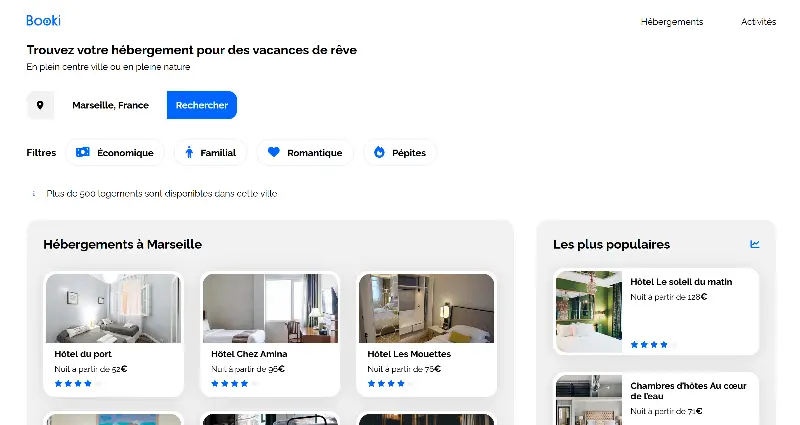 Booki
Hébergements
Activités
Trouvez votre hébergement pour des vacances de rêve
En plein centre ville ou en pleine nature
Marseille, France
Rechercher
Filtres
Économique
Familial
Romantique
Pépites
i
Plus de 500 logements sont disponibles dans cette ville
Hébergements à Marseille
Hôtel du port
Nuit à partir de 52€
Hôtel Chez Amina
Nuit à partir de 96€
Hôtel Les Mouettes
Nuit à partir de 76€
Les plus populaires
Hôtel Le soleil du matin
Nuit à partir de 128€
Chambres d'hôtes Au cœur
de l'eau
Nuit à partir de 71€